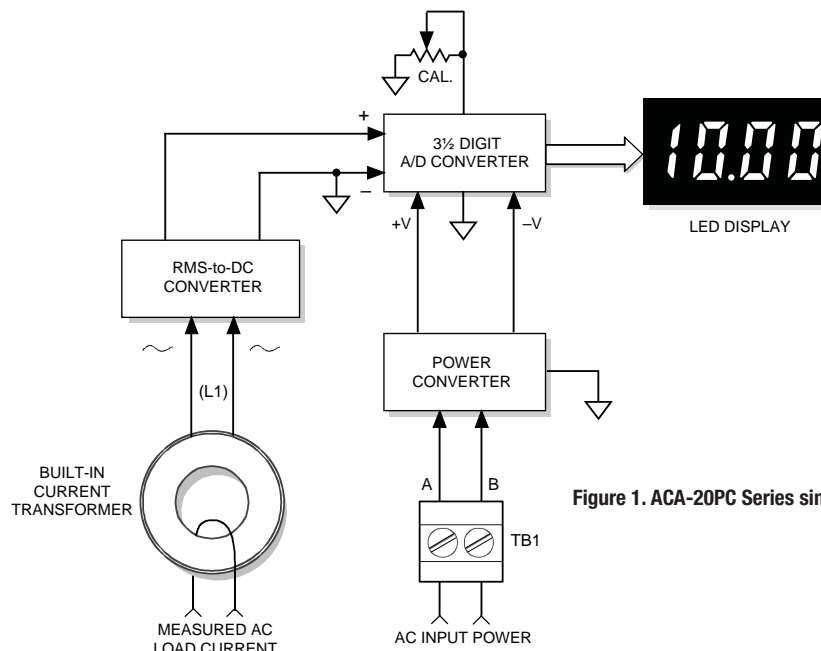 CAL.
+
3½ DIGIT
A/D CONVERTER
–
10.00
LED DISPLAY
+V
–V
RMS-to-DC
CONVERTER
POWER
CONVERTER
(L1)
A
B
BUILT-IN
CURRENT
TRANSFORMER
TB1
Figure 1. ACA-20PC Series
MEASURED AC
LOAD CURRENT
AC INPUT POWER